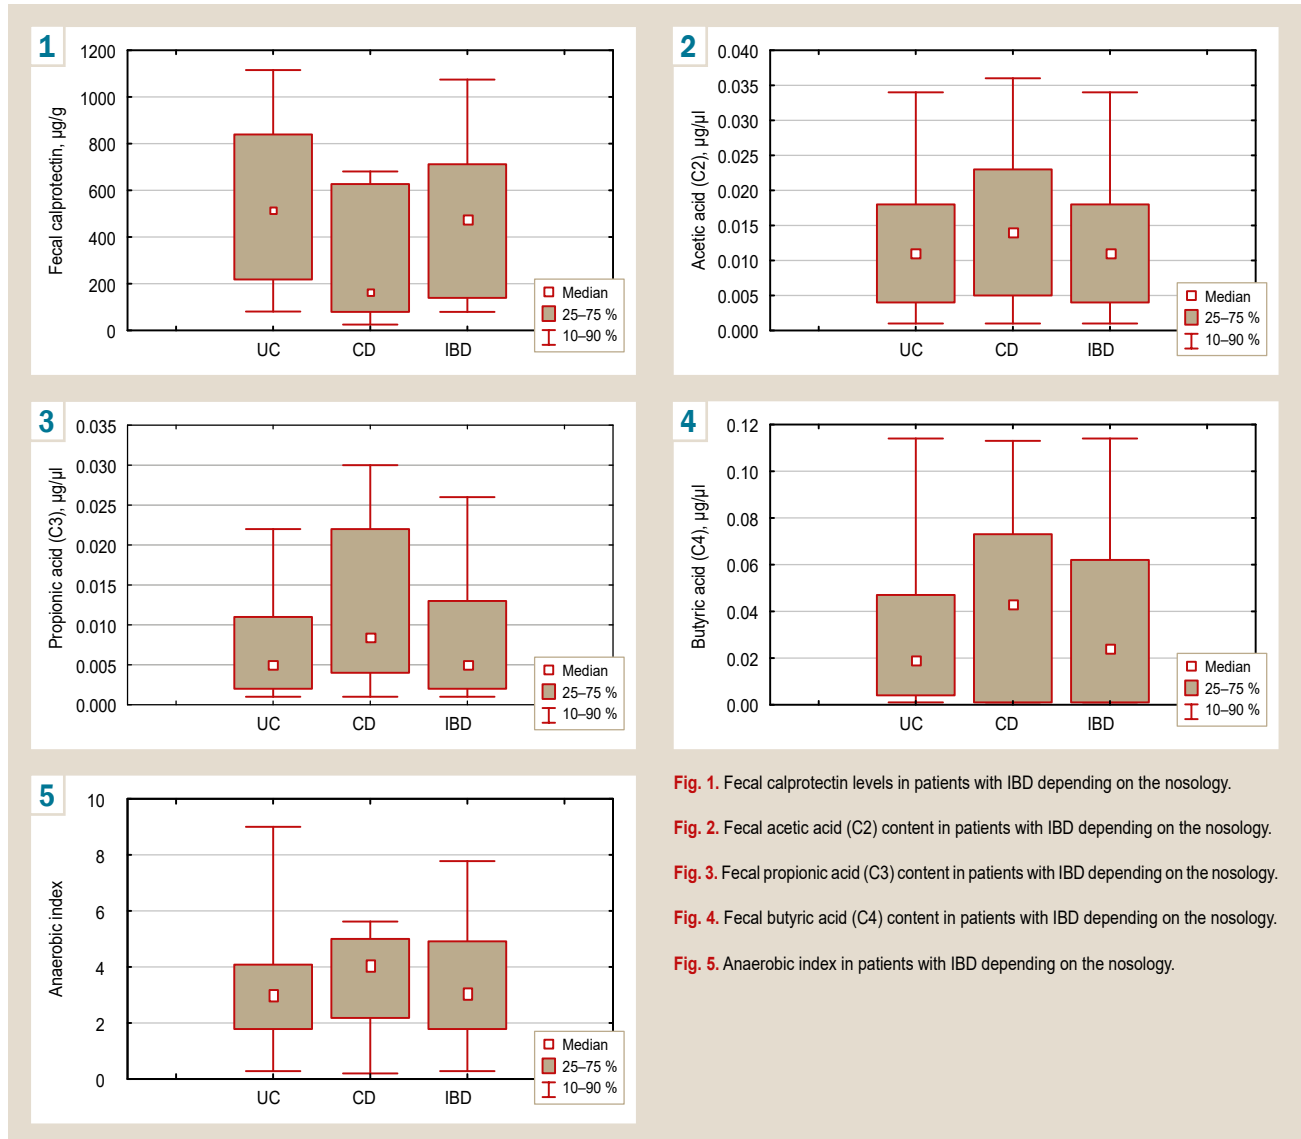 1
Fecal calprotectin, µg/g
1200
1000
800
600
400
200
0
UC CD IBD
Median
25–75 %
10–90 %
2
Acetic acid (C2), µg/µl
0.040
0.035
0.030
0.025
0.020
0.015
0.010
0.005
0.000
UC CD IBD
Median
25–75 %
10–90 %
3
Propionic acid (C3), µg/µl
0.035
0.030
0.025
0.020
0.015
0.010
0.005
0.000
UC CD IBD
Median
25–75 %
10–90 %
4
Butyric acid (C4), µg/µl
0.12
0.10
0.08
0.06
0.04
0.02
0.00
UC CD IBD
Median
25–75 %
10–90 %
5
Anaerobic index
10
8
6
4
2
0
UC CD IBD
Median
25–75 %
10–90 %
Fig. 1. Fecal calprotectin levels in patients with IBD depending on the nosology.
Fig. 2. Fecal acetic acid (C2) content in patients with IBD depending on the nosology.
Fig. 3. Fecal propionic acid (C3) content in patients with IBD depending on the nosology.
Fig. 4. Fecal butyric acid (C4) content in patients with IBD depending on the nosology.
Fig. 5. Anaerobic index in patients with IBD depending on the nosology.